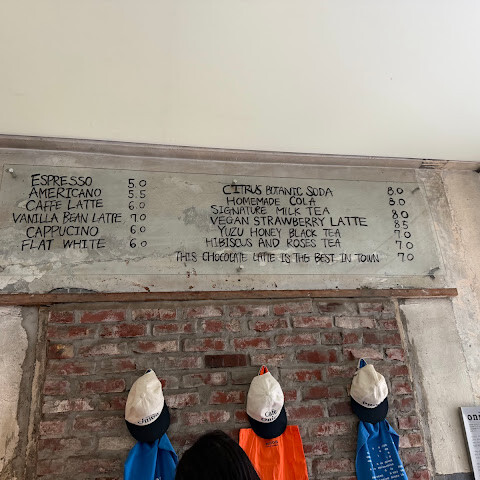 ESPRESSO 5.0
AMERICANO 5.5
CAFFE LATTE 6.0
VANILLA BEAN LATTE 7.0
CAPPUCINO 6.0
FLAT WHITE 6.0
CITRUS BOTANIC SODA 8.0
HOMEMADE COLA 8.0
SIGNATURE MILK TEA 8.0
VEGAN STRAWBERRY LATTE 8.5
YUZU HONEY BLACK TEA 7.0
HIBISCUS AND ROSES TEA 7.0
THIS CHOCOLATE LATTE IS THE BEST IN TOWN 7.0